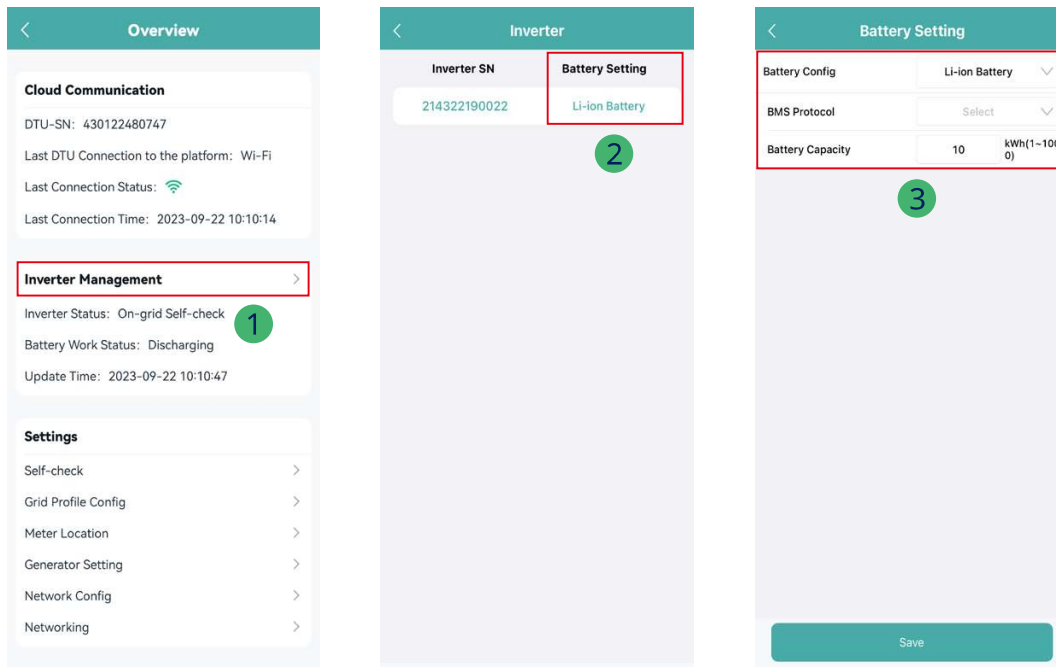 Overview
Cloud Communication
DTU-SN: 430122480747
Last DTU Connection to the platform: Wi-Fi
Last Connection Status:
Last Connection Time: 2023-09-22 10:10:14
Inverter Management
Inverter Status: On-grid Self-check
1
Battery Work Status: Discharging
Update Time: 2023-09-22 10:10:47
Settings
Self-check
Grid Profile Config
Meter Location
Generator Setting
Network Config
Networking
Inverter
Inverter SN Battery Setting
214322190022 Li-ion Battery
2
Battery Setting
Battery Config Li-ion Battery
BMS Protocol Select
Battery Capacity 10 kWh(1~100
0)
3
Save